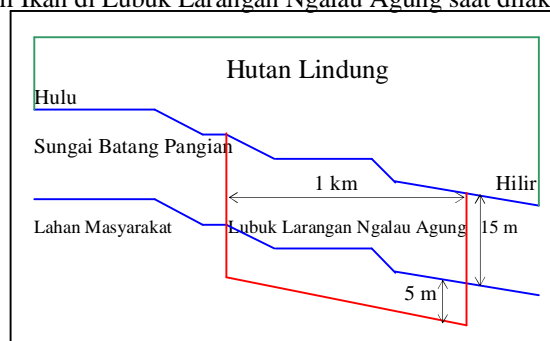 n Ikan di Lubuk Larangan Ngalau Agung saat dilak
Hutan Lindung
Hulu
Sungai Batang Pangian
1 km
Hilir
Lahan Masyarakat
Lubuk Larangan Ngalau Agung
15 m
5 m